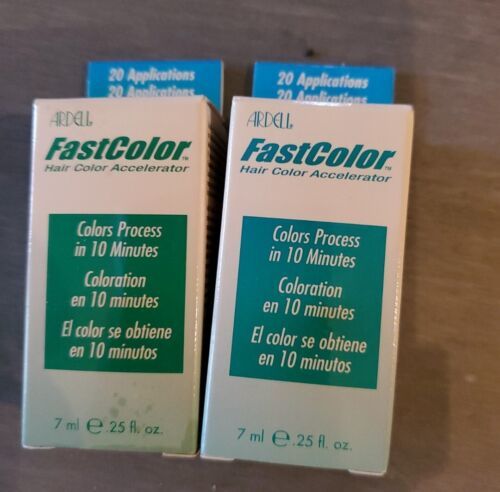 20 Applications
20 Applications
ARDELL
FastColor™
Hair Color Accelerator
Colors Process
in 10 Minutes
Coloration
en 10 minutes
El color se obtiene
en 10 minutos
7 ml e .25 fl. oz.
20 Applications
20 Applications
ARDELL
FastColor™
Hair Color Accelerator
Colors Process
in 10 Minutes
Coloration
en 10 minutes
El color se obtiene
en 10 minutos
7 ml e .25 fl. oz.